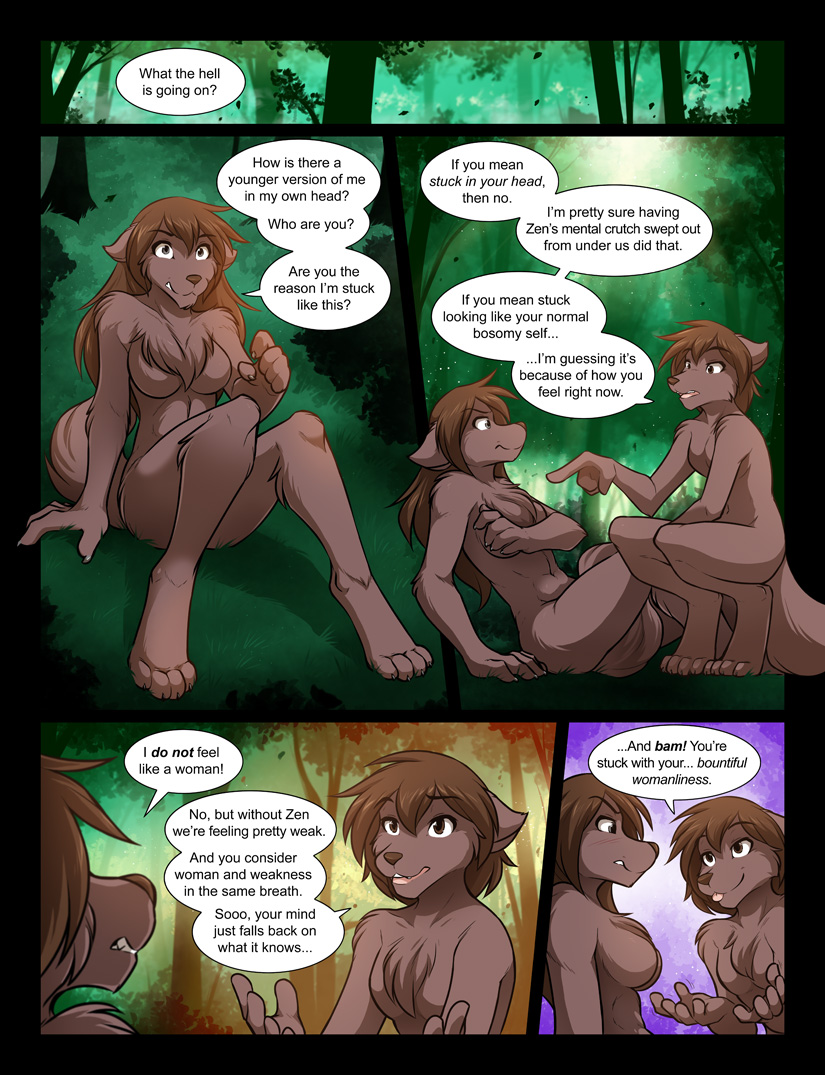 What the hell
is going on?
How is there a
younger version of me
in my own head?
Who are you?
Are you the
reason I'm stuck
like this?
If you mean
stuck in your head,
then no.
I'm pretty sure having
Zen's mental crutch swept out
from under us did that.
If you mean stuck
looking like your normal
bosomy self...
...I'm guessing it's
because of how you
feel right now.
I do not feel
like a woman!
No, but without Zen
we're feeling pretty weak.
And you consider
woman and weakness
in the same breath.
Sooo, your mind
just falls back on
what it knows...
...And bam! You're
stuck with your... bountiful
womanliness.